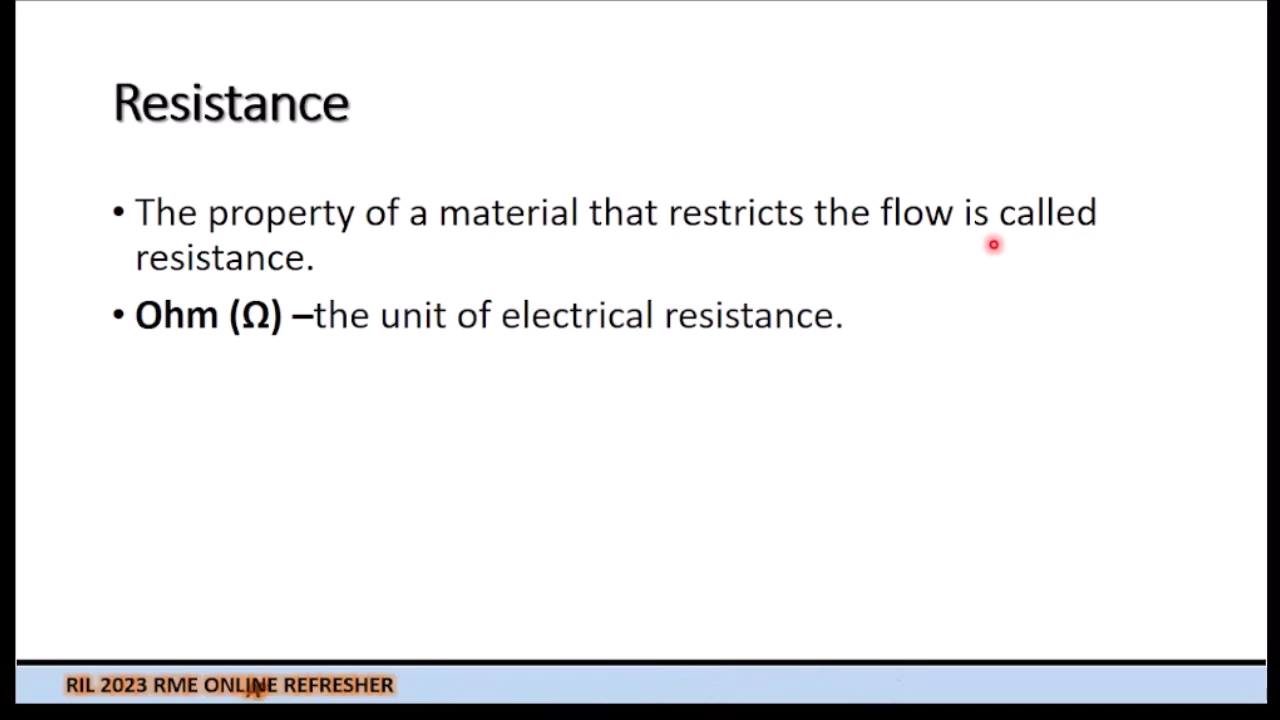 Resistance
• The property of a material that restricts the flow is called
resistance.
• Ohm (Ω) –the unit of electrical resistance.
RIL 2023 RME ONLINE REFRESHER